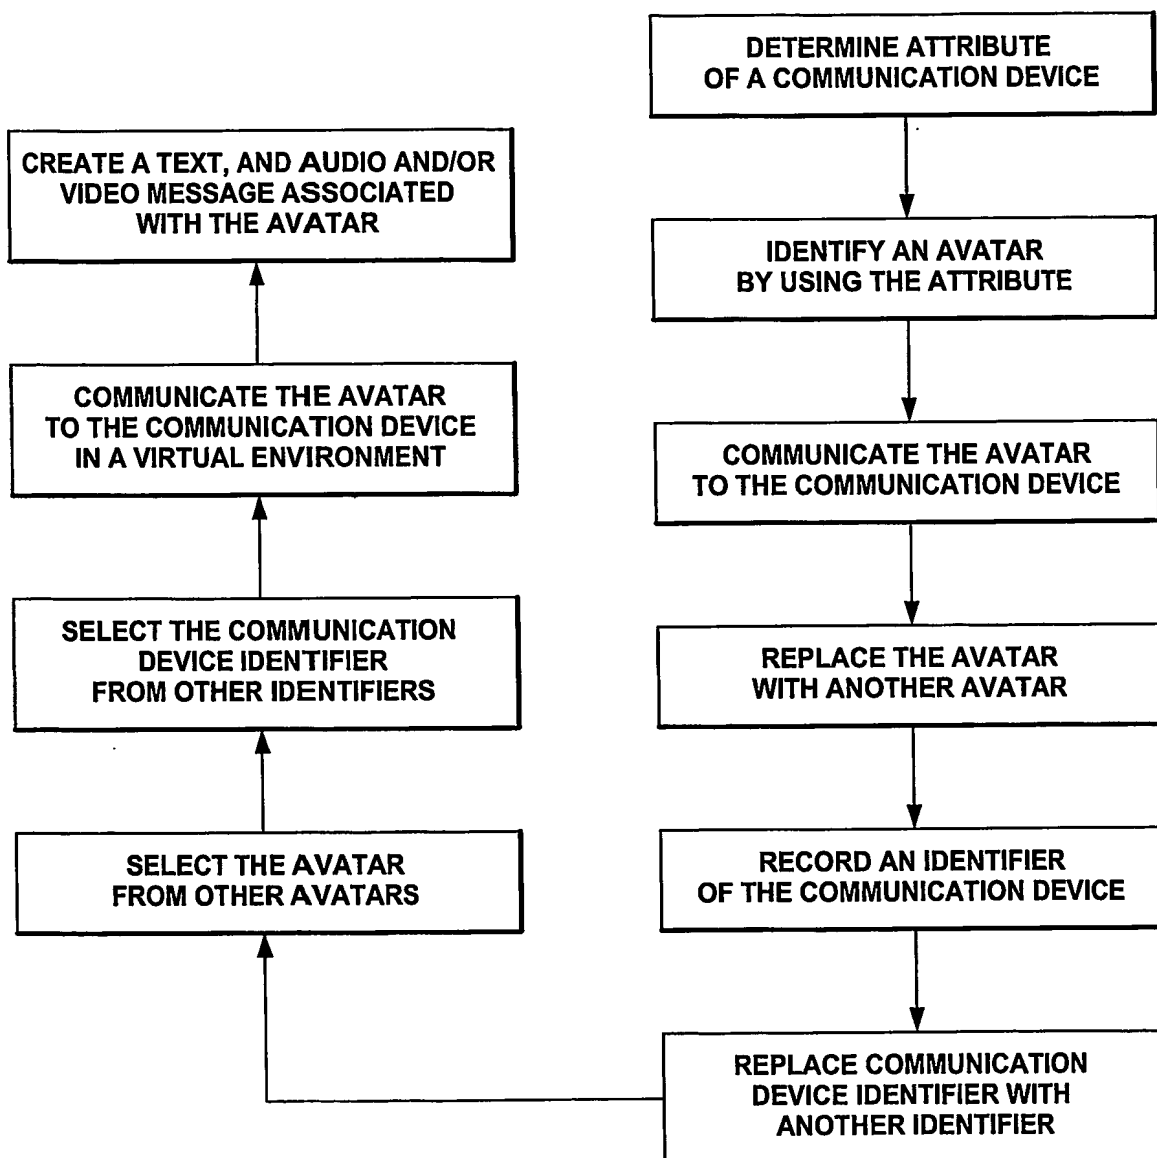 DETERMINE ATTRIBUTE
OF A COMMUNICATION DEVICE
IDENTIFY AN AVATAR
BY USING THE ATTRIBUTE
COMMUNICATE THE AVATAR
TO THE COMMUNICATION DEVICE
REPLACE THE AVATAR
WITH ANOTHER AVATAR
RECORD AN IDENTIFIER
OF THE COMMUNICATION DEVICE
REPLACE COMMUNICATION
DEVICE IDENTIFIER WITH
ANOTHER IDENTIFIER
SELECT THE AVATAR
FROM OTHER AVATARS
SELECT THE COMMUNICATION
DEVICE IDENTIFIER
FROM OTHER IDENTIFIERS
COMMUNICATE THE AVATAR
TO THE COMMUNICATION DEVICE
IN A VIRTUAL ENVIRONMENT
CREATE A TEXT, AND AUDIO AND/OR
VIDEO MESSAGE ASSOCIATED
WITH THE AVATAR